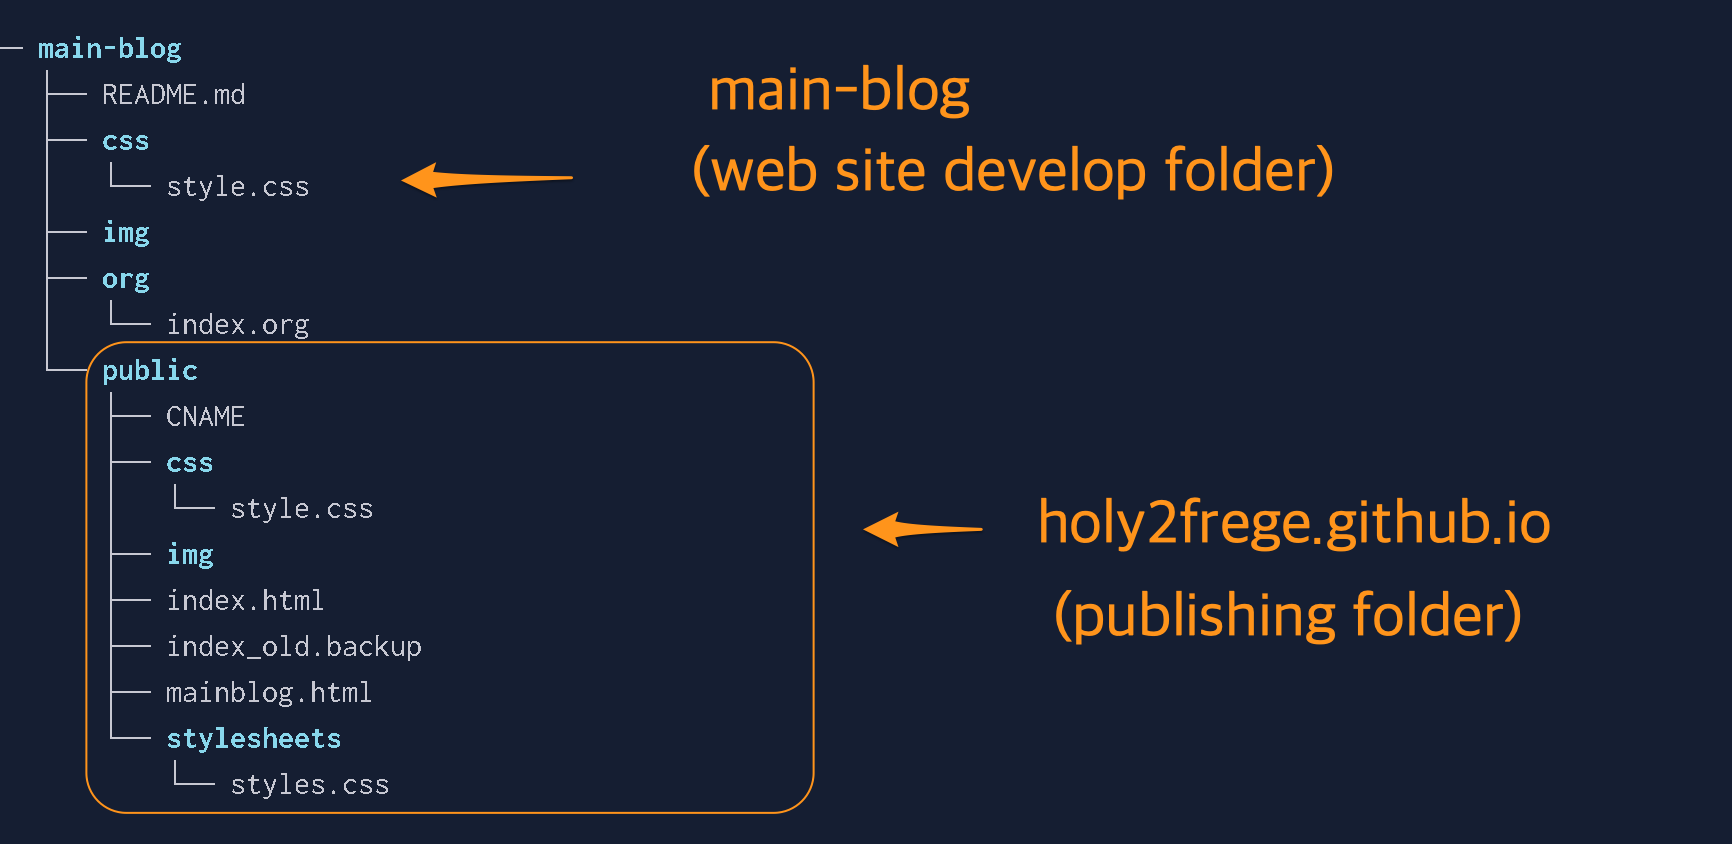 main-blog
README.md
css
style.css
img
org
index.org
public
CNAME
css
style.css
img
index.html
index_old.backup
mainblog.html
stylesheets
styles.css
main-blog
(web site develop folder)
holy2frege.github.io
(publishing folder)